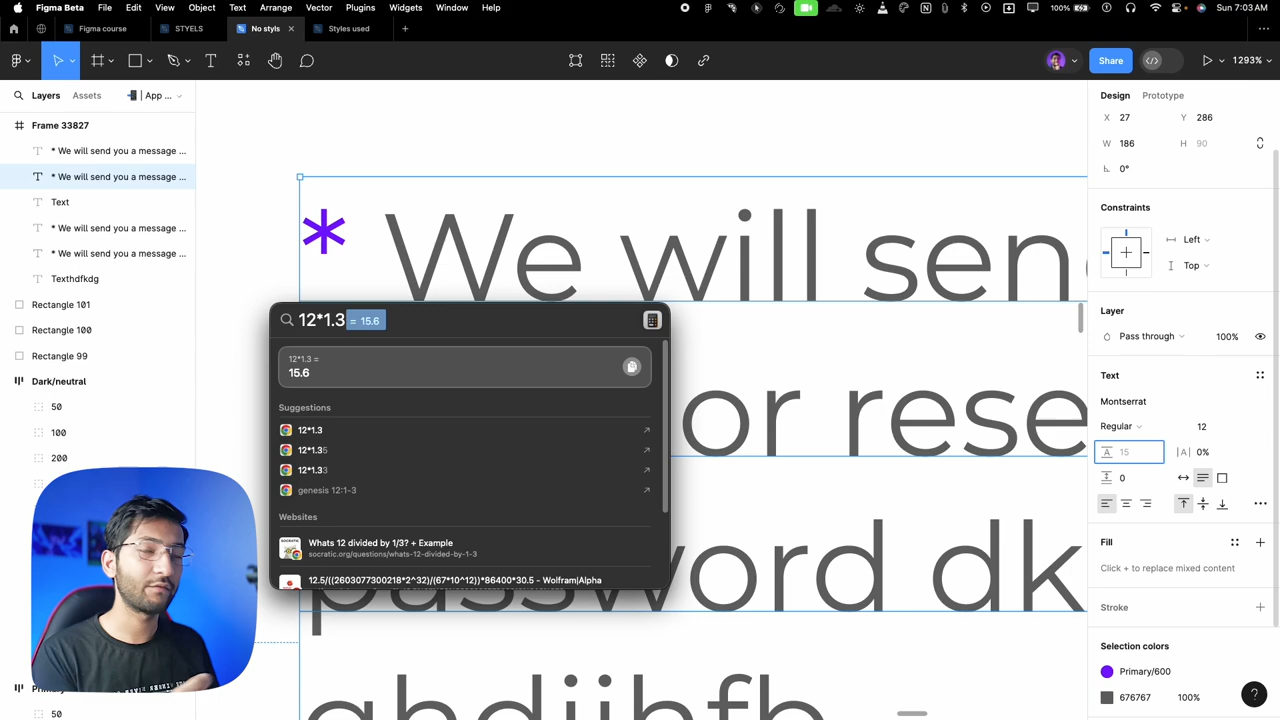 Figma Beta File Edit View Object Text Arrange Vector Plugins Widgets Window Help 100% Sun 7:03 AM
Figma course STYELS No styls Styles used
Share 1293%
Layers Assets | App ...
Frame 33827
* We will send you a message ...
* We will send you a message ...
Text
* We will send you a message ...
* We will send you a message ...
Texthdfkdg
Rectangle 101
Rectangle 100
Rectangle 99
Dark/neutral
50
100
200
50
* We will send
or rese
password dk
12*1.3 = 15.6
12*1.3 =
15.6
Suggestions
12*1.3
12*1.35
12*1.33
genesis 12:1-3
Websites
SOCRATIC
Whats 12 divided by 1/3? + Example
socratic.org/questions/whats-12-divided-by-1-3
12.5/((2603077300218*2^32)/(67*10^12))*86400*30.5 - Wolfram|Alpha
Design Prototype
X 27 Y 286
W 186 H 90
0°
Constraints
Left
Top
Layer
Pass through 100%
Text
Montserrat
Regular 12
A 15 |A| 0%
0
Fill
Click + to replace mixed content
Stroke
Selection colors
Primary/600
676767 100%
?